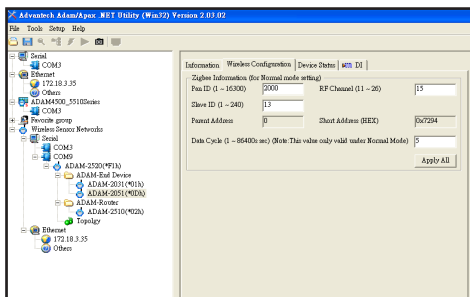 Advantech Adam/Apax .NET Utility (Win32) Version 2.03.02
File Tools Setup Help
Serial
COM3
Ethernet
172.18.3.35
Others
ADAM4500_5510Series
COM3
Favorite group
Wireless Sensor Networks
Serial
COM3
COM9
ADAM-2520(*F1h)
ADAM-End Device
ADAM-2031(*01h)
ADAM-2051(*0Dh)
ADAM-Router
ADAM-2510(*02h)
Topolgy
Ethernet
172.18.3.35
Others
Information Wireless Configuration Device Status DI
Zigbee Information (for Normal mode setting)
Pan ID (1 ~ 16300) 2000 RF Channel (11 ~ 26) 15
Slave ID (1 ~ 240) 13
Parent Address 0 Short Address (HEX) 0x7294
Data Cycle (1 ~ 86400s sec) (Note:This value only valid under Normal Mode) 5
Apply All